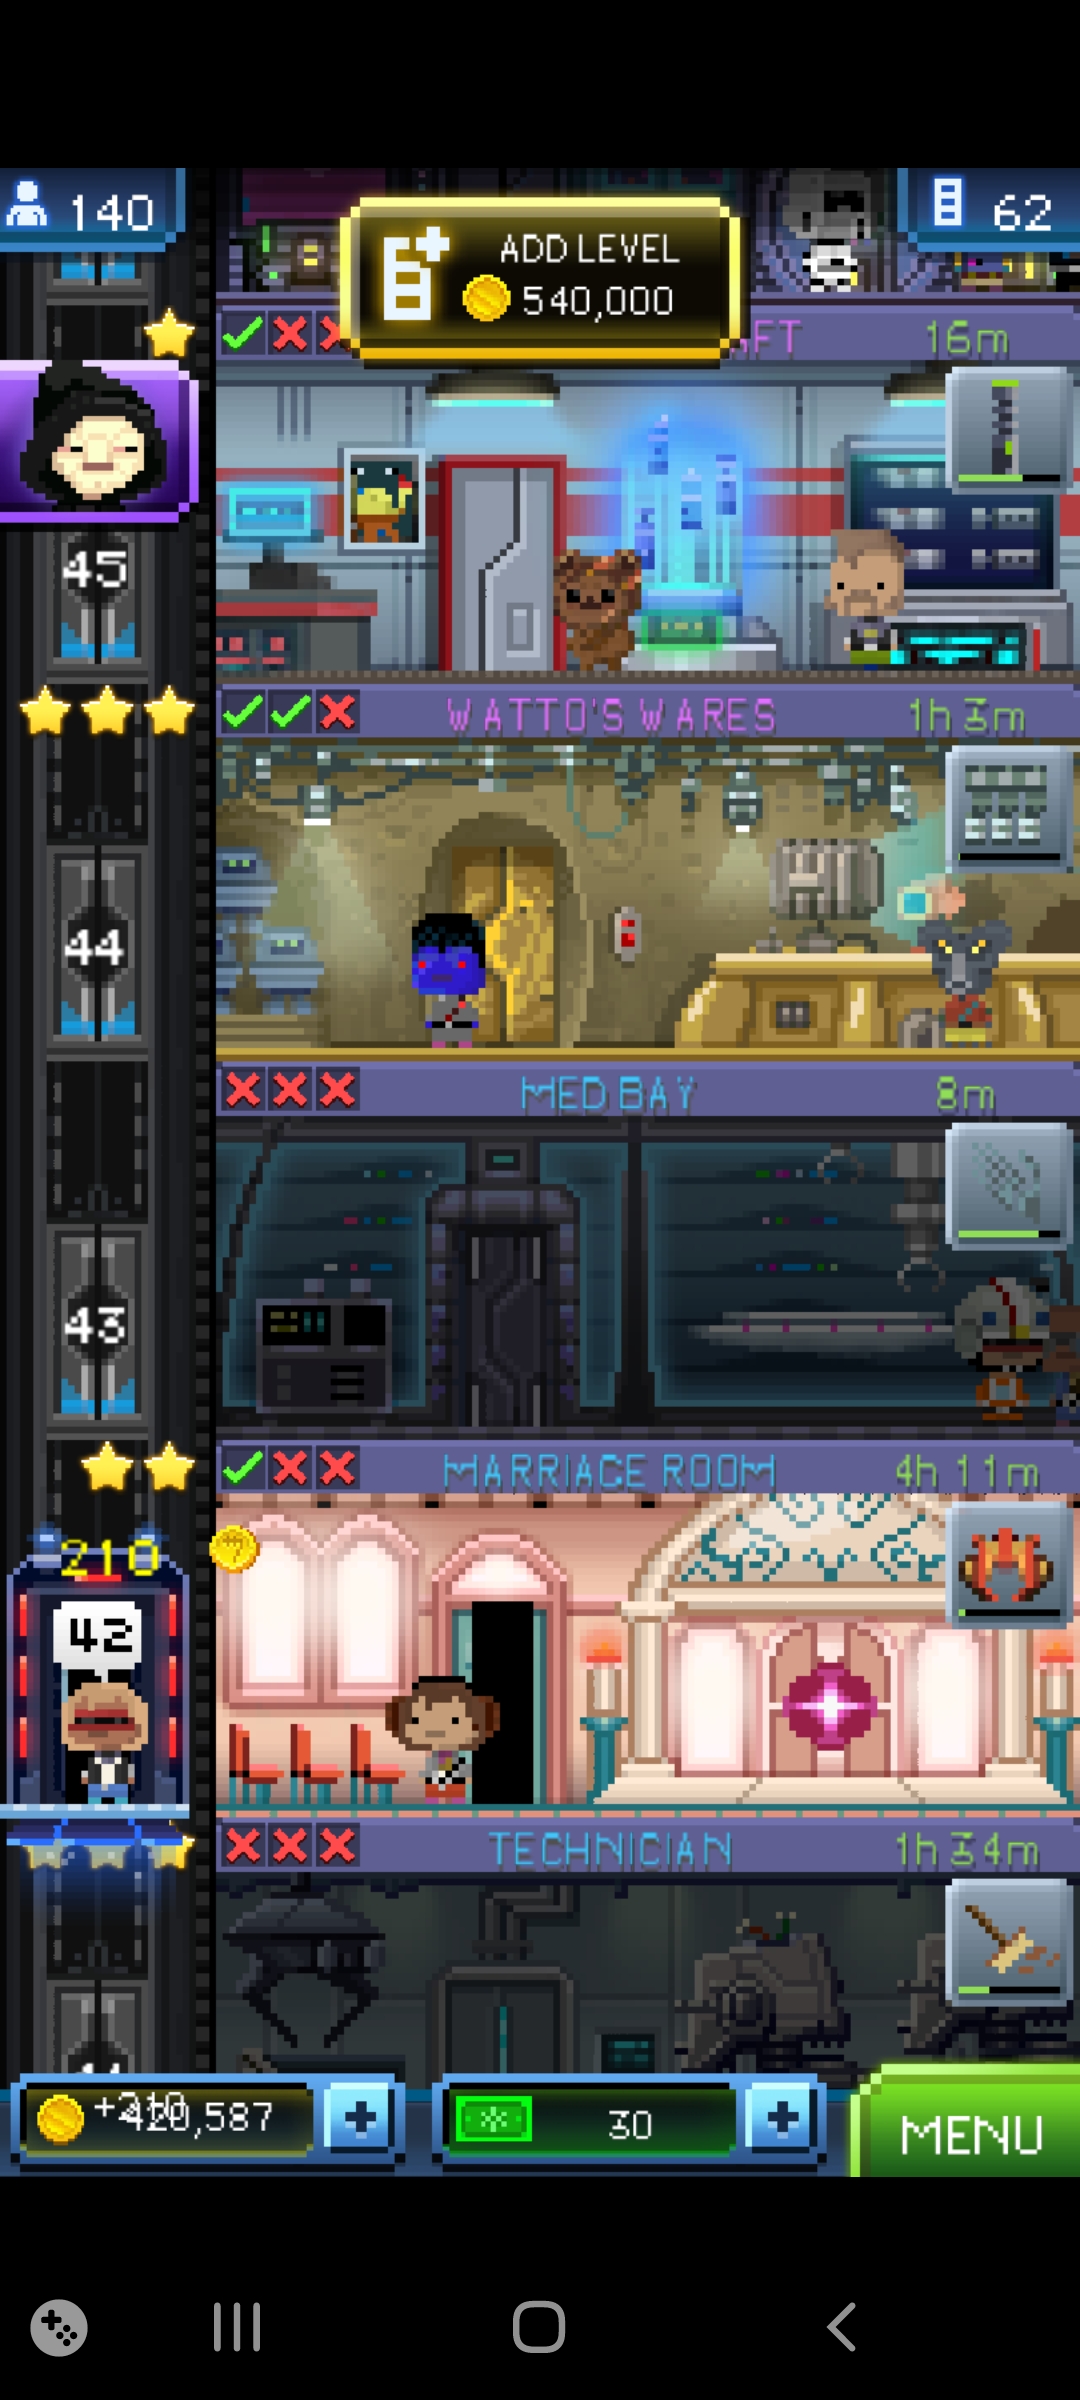 140
ADD LEVEL
540,000
62
16m
45
WATTO'S WARES
1h 3m
44
MED BAY
8m
43
MARRIAGE ROOM
4h 11m
210
42
TECHNICIAN
1h 34m
+210
420,587
30
MENU